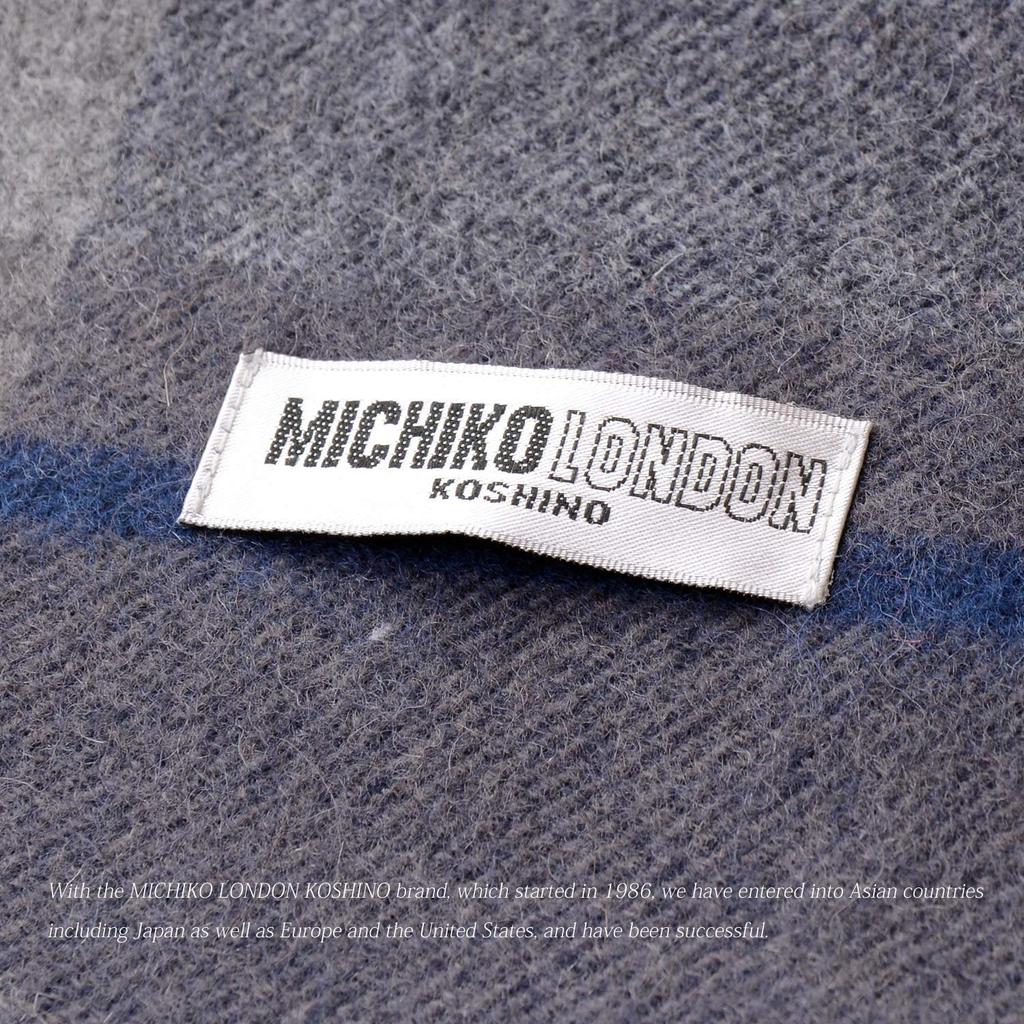 MICHIKO LONDON
KOSHINO
With the MICHIKO LONDON KOSHINO brand, which started in 1986, we have entered into Asian countries
including Japan as well as Europe and the United States, and have been successful.